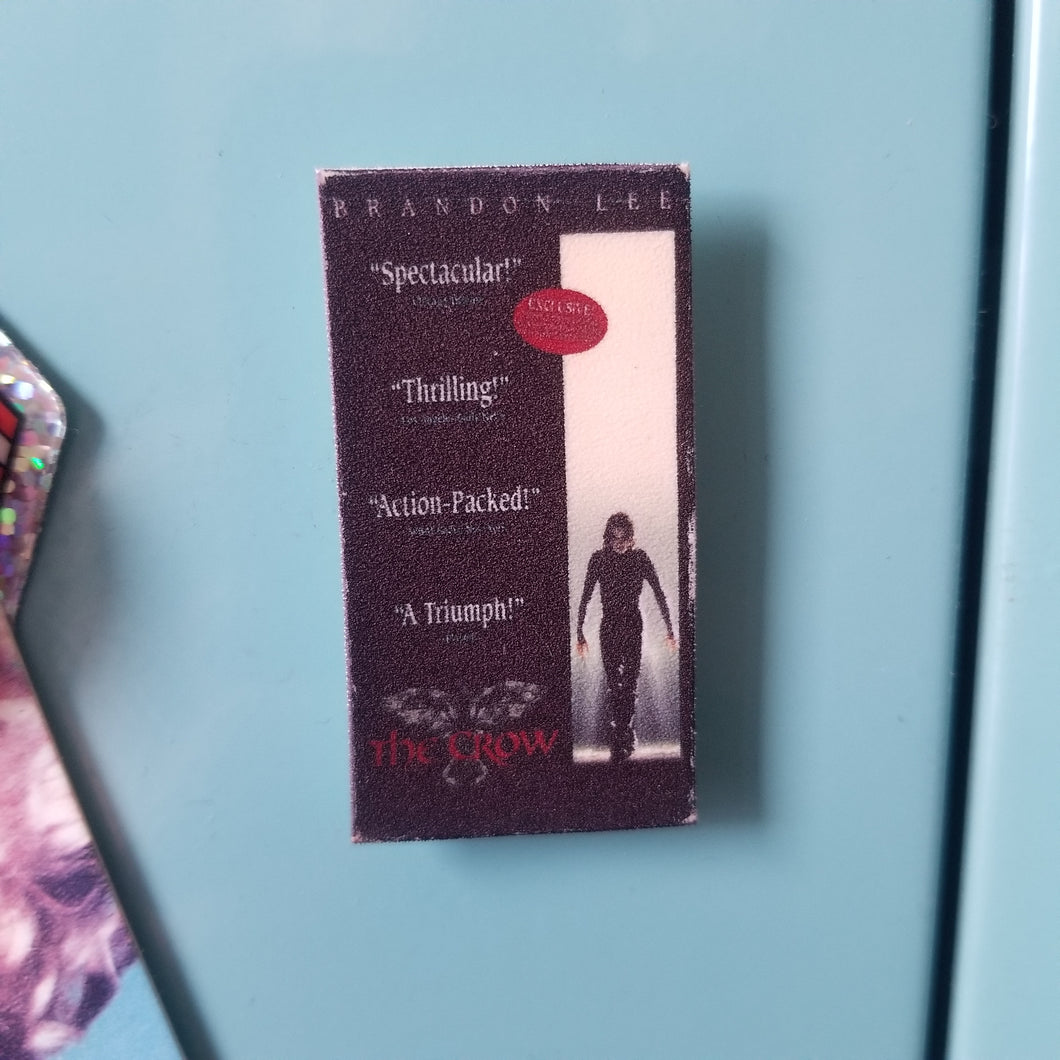 BRANDON LEE
“Spectacular!”
EXCLUSIVE
“Thrilling!”
“Action-Packed!”
“A Triumph!”
THE CROW